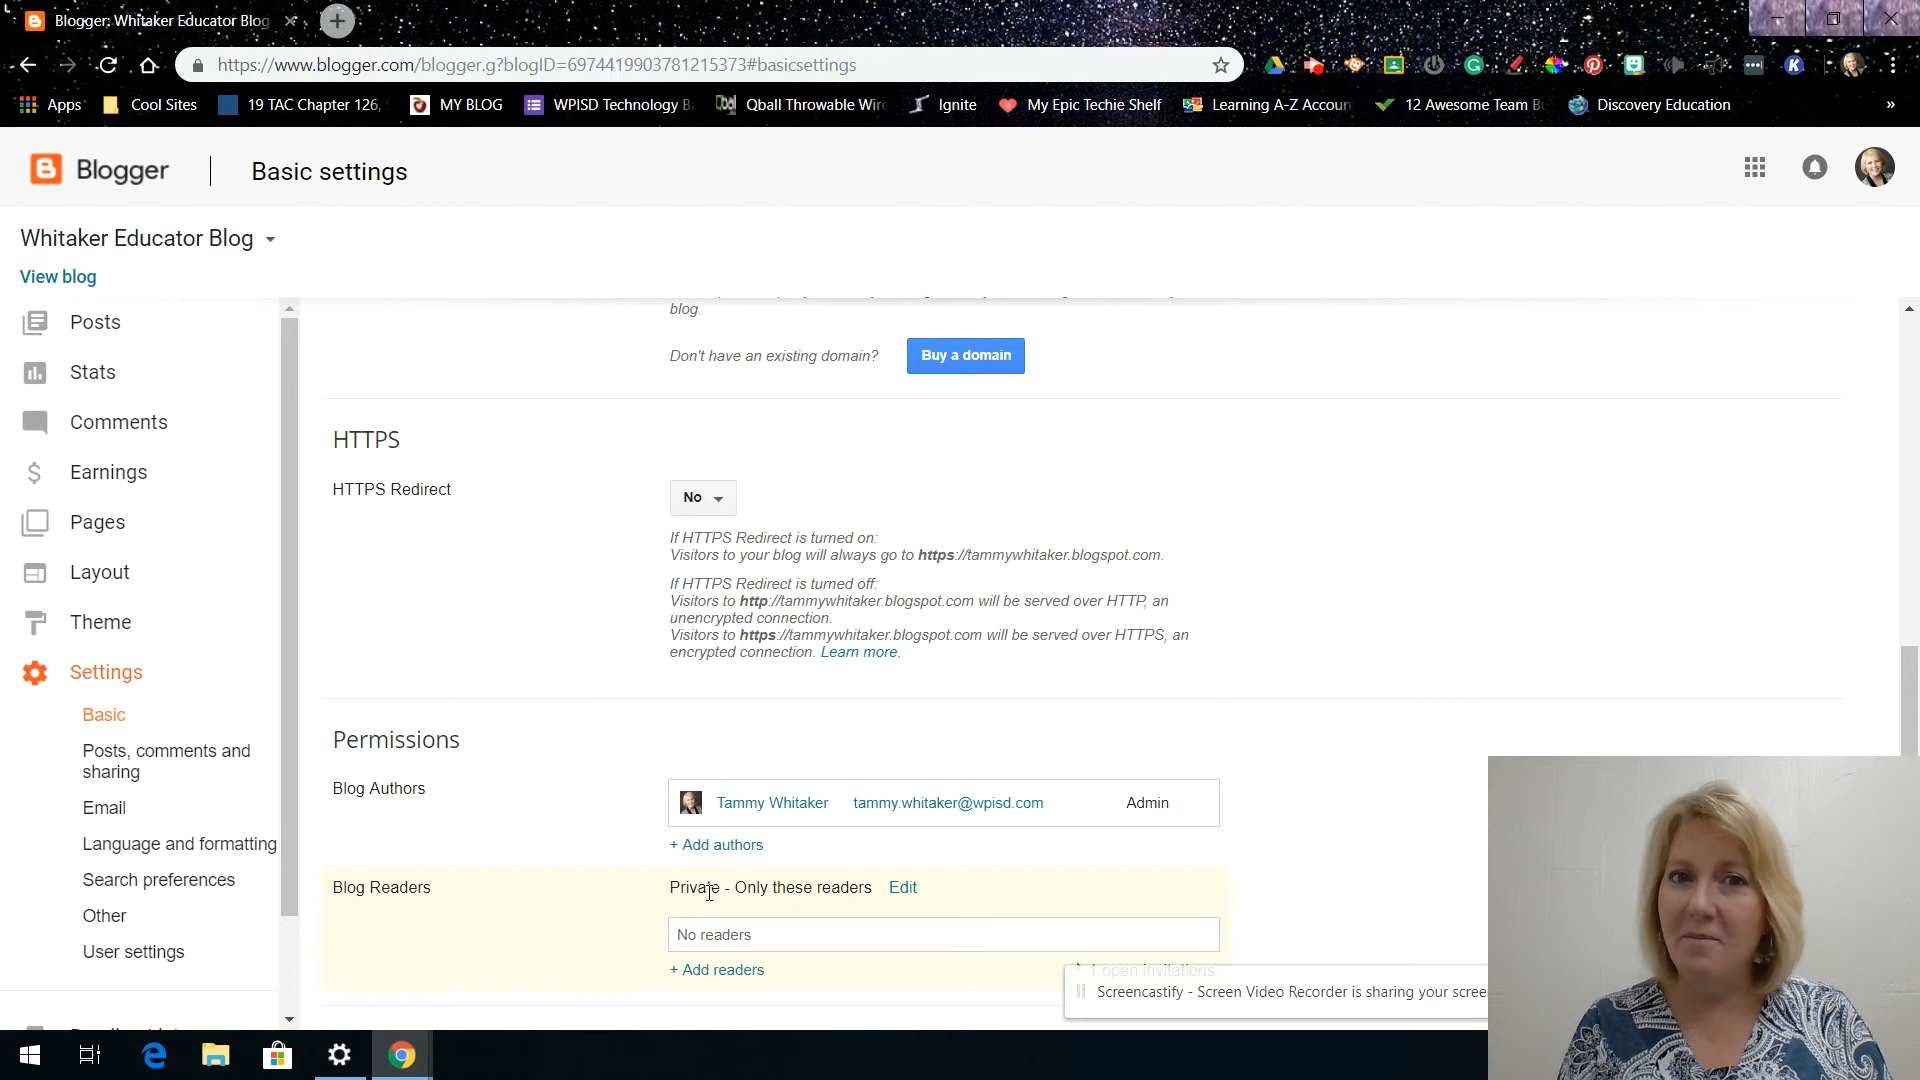 Blogger: Whitaker Educator Blog
https://www.blogger.com/blogger.g?blogID=6974419903781215373#basicsettings
Apps
Cool Sites
19 TAC Chapter 126,
MY BLOG
WPISD Technology B
Qball Throwable Wire
Ignite
My Epic Techie Shelf
Learning A-Z Accoun
12 Awesome Team B
Discovery Education
»
Blogger
Basic settings
Whitaker Educator Blog
View blog
Posts
Stats
Comments
Earnings
Pages
Layout
Theme
Settings
Basic
Posts, comments and
sharing
Email
Language and formatting
Search preferences
Other
User settings
blog.
Don't have an existing domain? Buy a domain
HTTPS
HTTPS Redirect
No
If HTTPS Redirect is turned on:
Visitors to your blog will always go to https://tammywhitaker.blogspot.com.
If HTTPS Redirect is turned off:
Visitors to http://tammywhitaker.blogspot.com will be served over HTTP, an
unencrypted connection.
Visitors to https://tammywhitaker.blogspot.com will be served over HTTPS, an
encrypted connection. Learn more.
Permissions
Blog Authors
Tammy Whitaker tammy.whitaker@wpisd.com Admin
+ Add authors
Blog Readers
Private - Only these readers Edit
No readers
+ Add readers
1 open invitations
Screencastify - Screen Video Recorder is sharing your scree